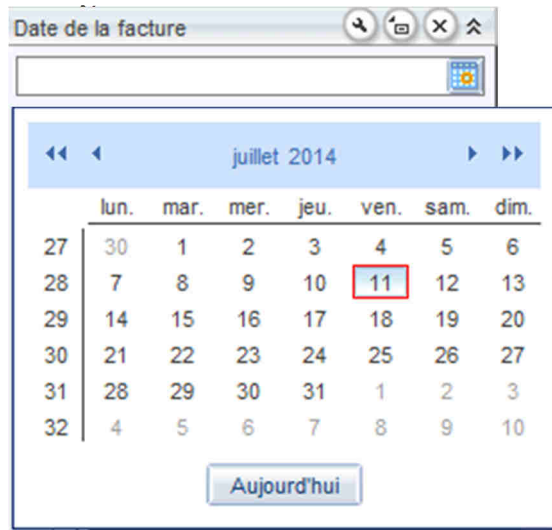 Date de la facture
juillet 2014
lun. mar. mer. jeu. ven. sam. dim.
27 30 1 2 3 4 5 6
28 7 8 9 10 11 12 13
29 14 15 16 17 18 19 20
30 21 22 23 24 25 26 27
31 28 29 30 31 1 2 3
32 4 5 6 7 8 9 10
Aujourd'hui